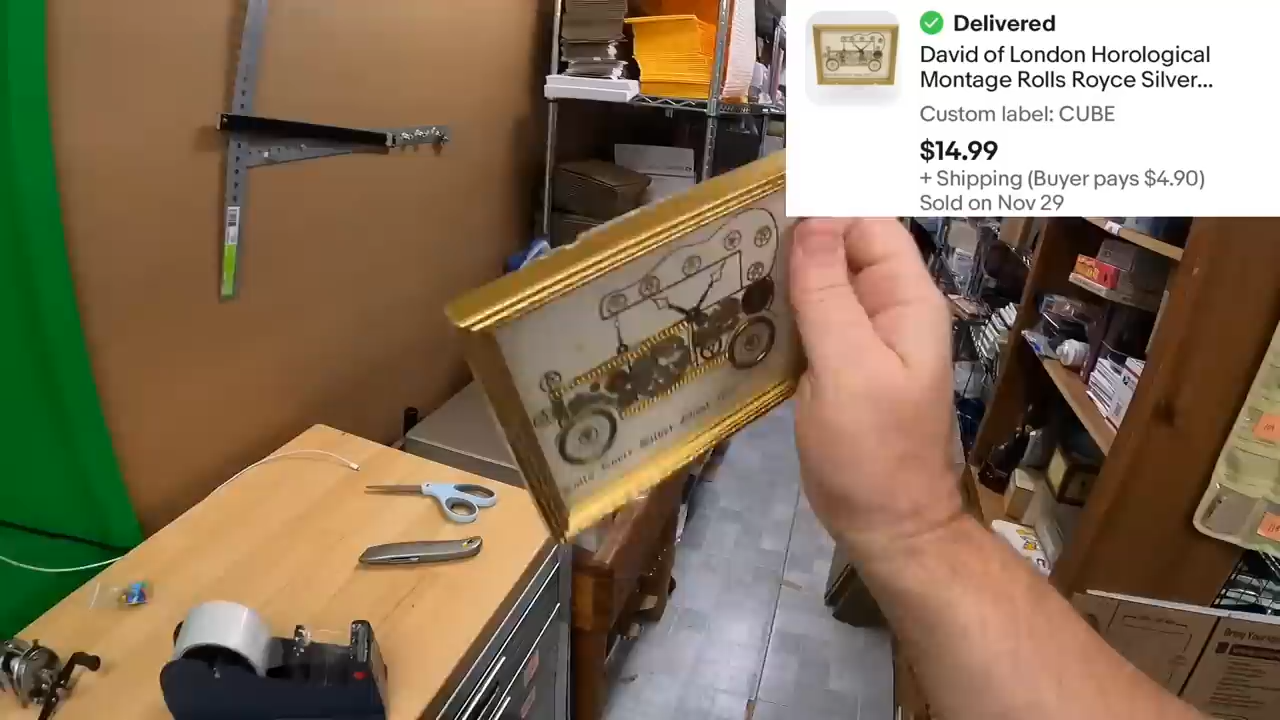 Delivered
David of London Horological
Montage Rolls Royce Silver...
Custom label: CUBE
$14.99
+ Shipping (Buyer pays $4.90)
Sold on Nov 29